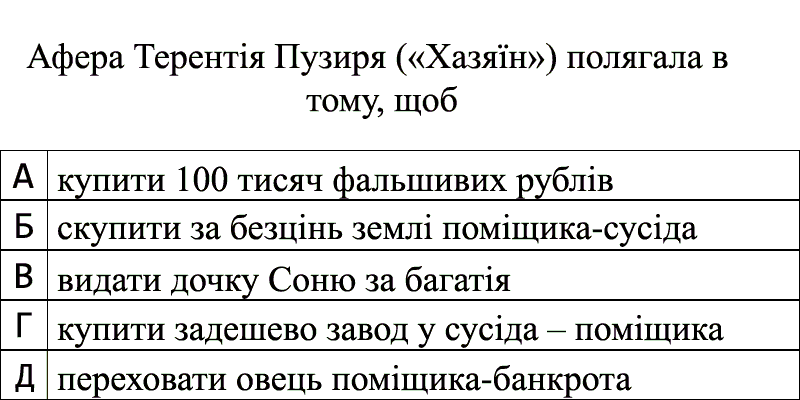 Афера Терентія Пузиря («Хазяїн») полягала в
тому, щоб
А купити 100 тисяч фальшивих рублів
Б скупити за безцінь землі поміщика-сусіда
В видати дочку Соню за багатія
Г купити задешево завод у сусіда – поміщика
Д переховати овець поміщика-банкрота